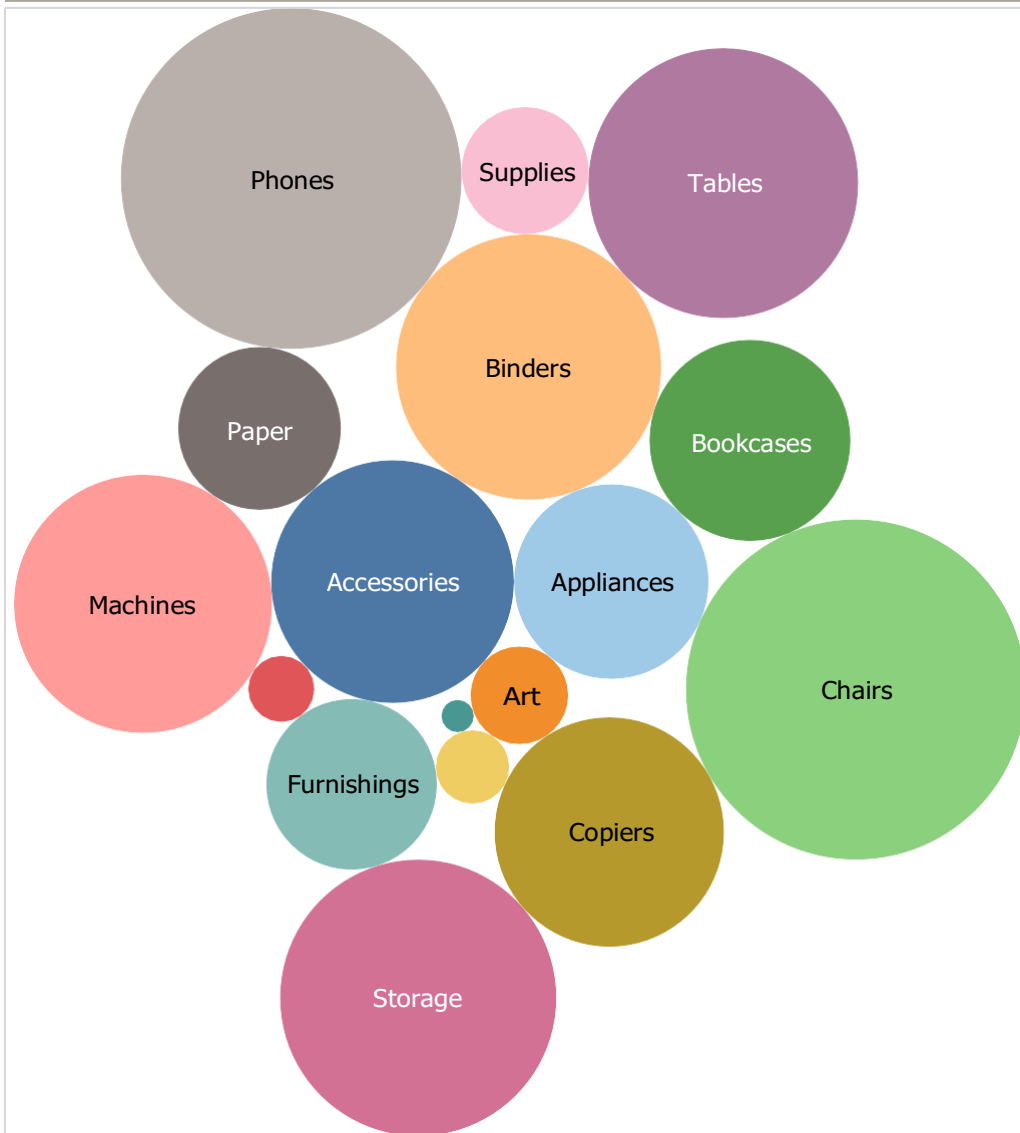 Phones
Supplies
Tables
Binders
Paper
Bookcases
Accessories
Appliances
Machines
Chairs
Art
Furnishings
Copiers
Storage